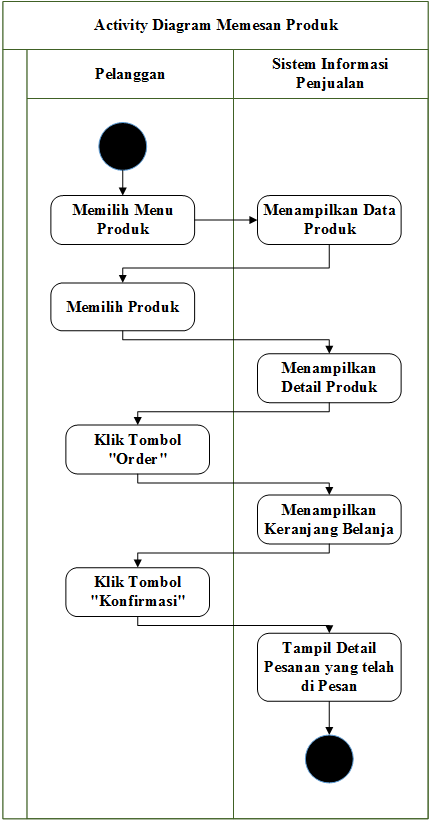 Activity Diagram Memesan Produk
Pelanggan
Sistem Informasi
Penjualan
Memilih Menu
Produk
Menampilkan Data
Produk
Memilih Produk
Menampilkan
Detail Produk
Klik Tombol
"Order"
Menampilkan
Keranjang Belanja
Klik Tombol
"Konfirmasi"
Tampil Detail
Pesanan yang telah
di Pesan